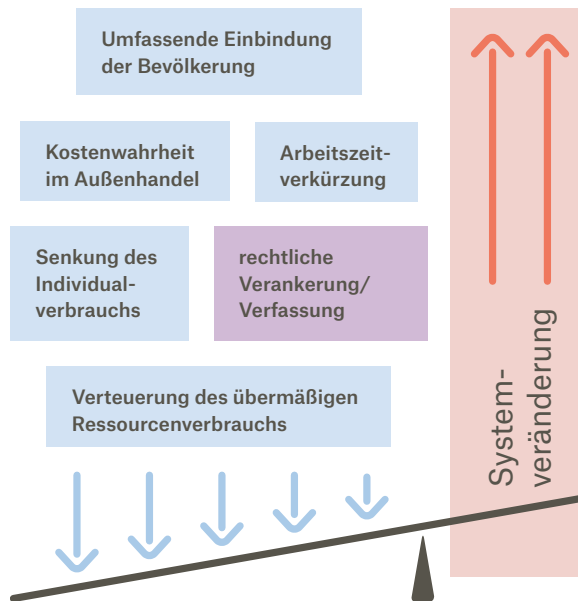 Umfassende Einbindung
der Bevölkerung
Kostenwahrheit
im Außenhandel
Arbeitszeit-
verkürzung
Senkung des
Individual-
verbrauchs
rechtliche
Verankerung/
Verfassung
Verteuerung des übermäßigen
Ressourcenverbrauchs
System-
veränderung